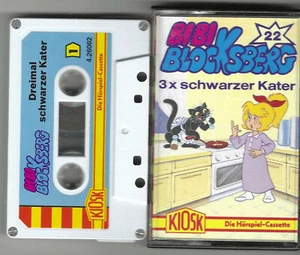 Dreimal
schwarzer Kater
BIBI
BLOCKSBERG
4.26062
1
Die Hörspiel-Cassette
KIOSK
BIBI
22
BLOCKSBERG
3 x schwarzer Kater
KIOSK
Die Hörspiel-Cassette